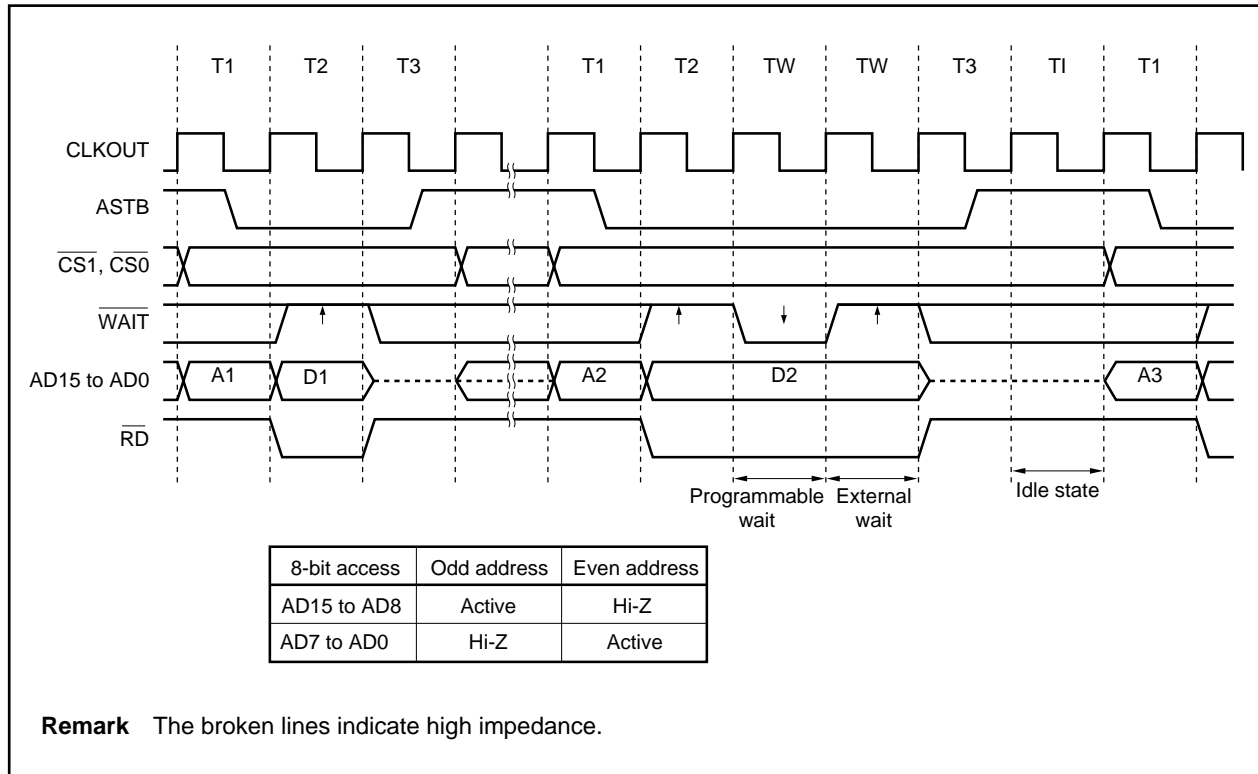 T1 T2 T3 T1 T2 TW TW T3 TI T1
CLKOUT
ASTB
CS1, CS0
WAIT
AD15 to AD0 A1 D1 A2 D2 A3
RD
Programmable wait
External wait
Idle state
8-bit access Odd address Even address
AD15 to AD8 Active Hi-Z
AD7 to AD0 Hi-Z Active
Remark The broken lines indicate high impedance.